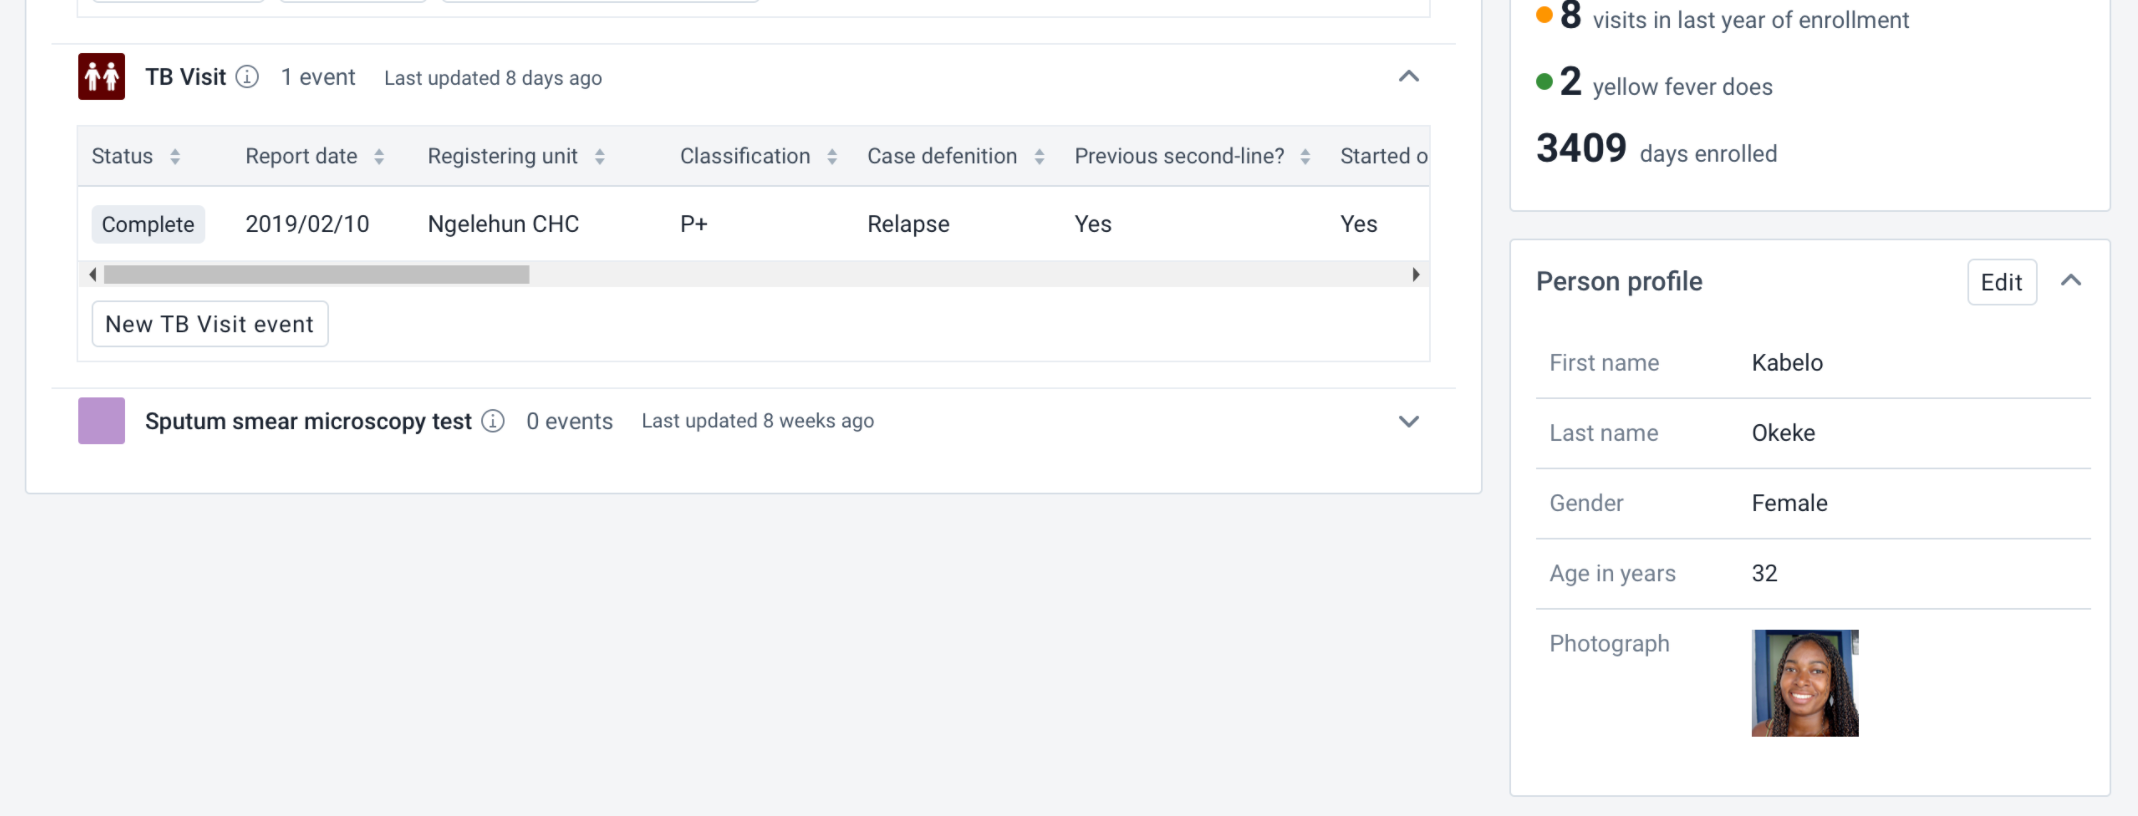 TB Visit 1 event Last updated 8 days ago
Status Report date Registering unit Classification Case defenition Previous second-line? Started o
Complete 2019/02/10 Ngelehun CHC P+ Relapse Yes Yes
New TB Visit event
Sputum smear microscopy test 0 events Last updated 8 weeks ago
8 visits in last year of enrollment
2 yellow fever does
3409 days enrolled
Person profile Edit
First name Kabelo
Last name Okeke
Gender Female
Age in years 32
Photograph